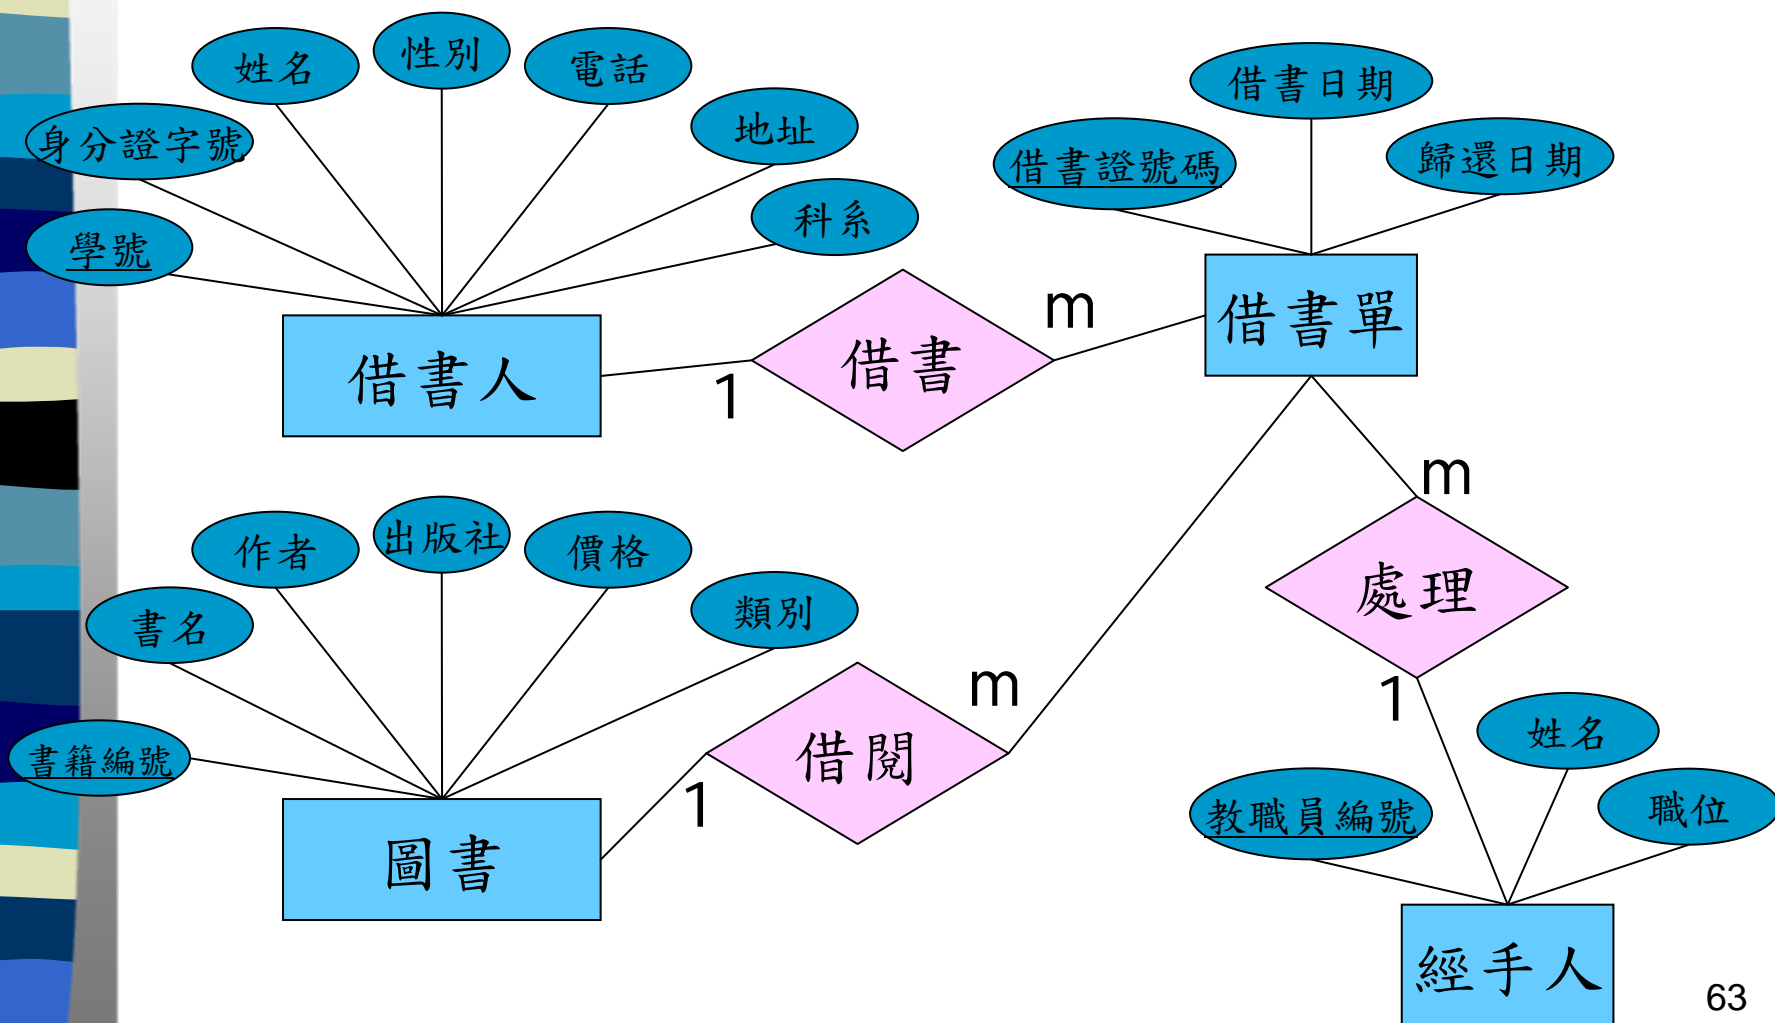 姓名
性別
電話
地址
科系
身分證字號
學號
借書人
1
借書
m
借書日期
借書證號碼
歸還日期
借書單
作者
出版社
價格
類別
書名
書籍編號
圖書
1
借閱
m
m
處理
1
姓名
職位
教職員編號
經手人
63